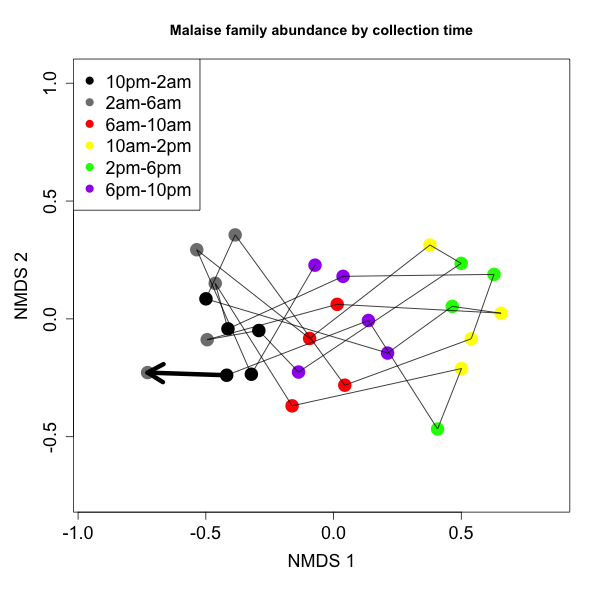 Malaise family abundance by collection time
10pm-2am
2am-6am
6am-10am
10am-2pm
2pm-6pm
6pm-10pm
1.0
0.5
0.0
-0.5
NMDS 2
-1.0 -0.5 0.0 0.5
NMDS 1